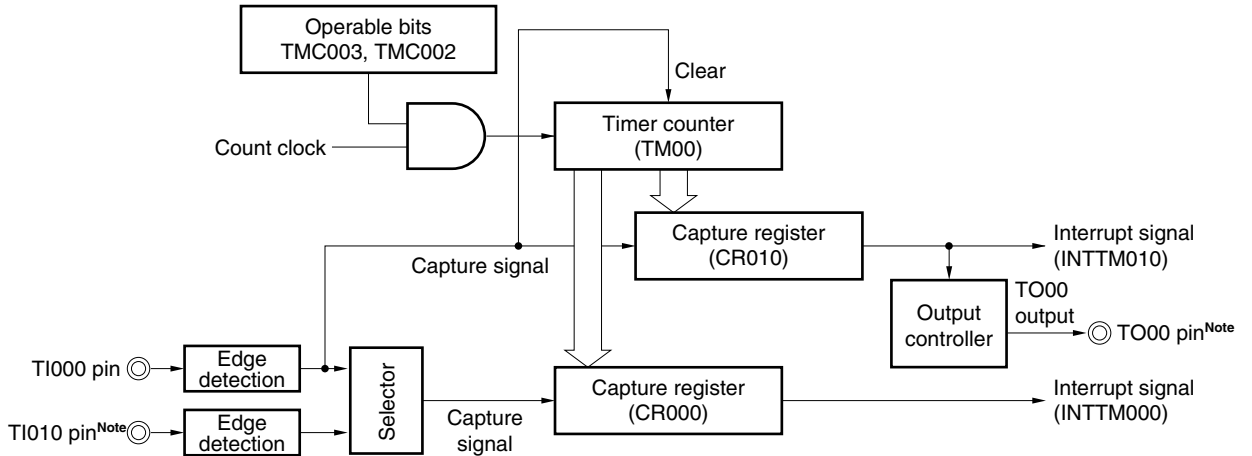 Operable bits
TMC003, TMC002
Clear
Count clock
Timer counter
(TM00)
Capture register
(CR010)
Interrupt signal
(INTTM010)
Capture signal
TO00
output
Output
controller
TO00 pinNote
TI000 pin
Edge
detection
Selector
Capture register
(CR000)
Interrupt signal
(INTTM000)
TI010 pinNote
Edge
detection
Capture
signal